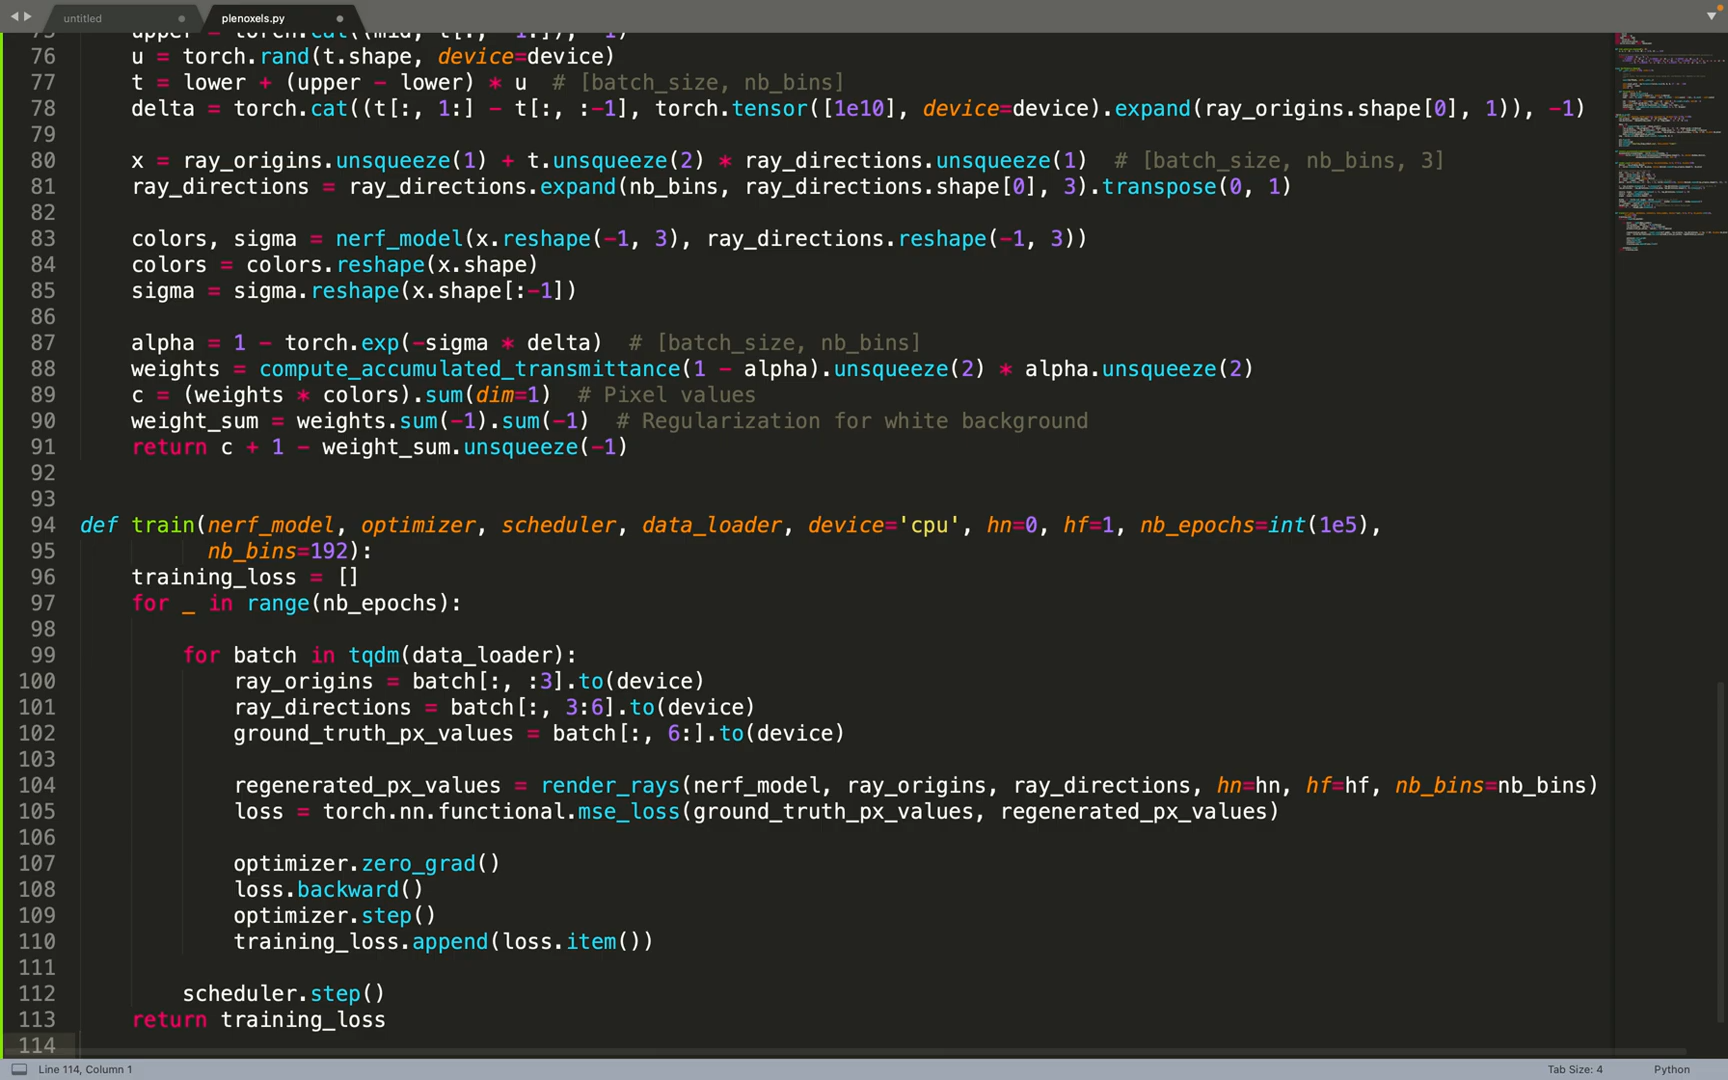 untitled
plenoxels.py
76 u = torch.rand(t.shape, device=device)
77 t = lower + (upper - lower) * u  # [batch_size, nb_bins]
78 delta = torch.cat((t[:, 1:] - t[:, :-1], torch.tensor([1e10], device=device).expand(ray_origins.shape[0], 1)), -1)
79
80 x = ray_origins.unsqueeze(1) + t.unsqueeze(2) * ray_directions.unsqueeze(1)  # [batch_size, nb_bins, 3]
81 ray_directions = ray_directions.expand(nb_bins, ray_directions.shape[0], 3).transpose(0, 1)
82
83 colors, sigma = nerf_model(x.reshape(-1, 3), ray_directions.reshape(-1, 3))
84 colors = colors.reshape(x.shape)
85 sigma = sigma.reshape(x.shape[:-1])
86
87 alpha = 1 - torch.exp(-sigma * delta)  # [batch_size, nb_bins]
88 weights = compute_accumulated_transmittance(1 - alpha).unsqueeze(2) * alpha.unsqueeze(2)
89 c = (weights * colors).sum(dim=1)  # Pixel values
90 weight_sum = weights.sum(-1).sum(-1)  # Regularization for white background
91 return c + 1 - weight_sum.unsqueeze(-1)
92
93
94 def train(nerf_model, optimizer, scheduler, data_loader, device='cpu', hn=0, hf=1, nb_epochs=int(1e5),
95 nb_bins=192):
96 training_loss = []
97 for _ in range(nb_epochs):
98
99 for batch in tqdm(data_loader):
100 ray_origins = batch[:, :3].to(device)
101 ray_directions = batch[:, 3:6].to(device)
102 ground_truth_px_values = batch[:, 6:].to(device)
103
104 regenerated_px_values = render_rays(nerf_model, ray_origins, ray_directions, hn=hn, hf=hf, nb_bins=nb_bins)
105 loss = torch.nn.functional.mse_loss(ground_truth_px_values, regenerated_px_values)
106
107 optimizer.zero_grad()
108 loss.backward()
109 optimizer.step()
110 training_loss.append(loss.item())
111
112 scheduler.step()
113 return training_loss
114
Line 114, Column 1
Tab Size: 4
Python